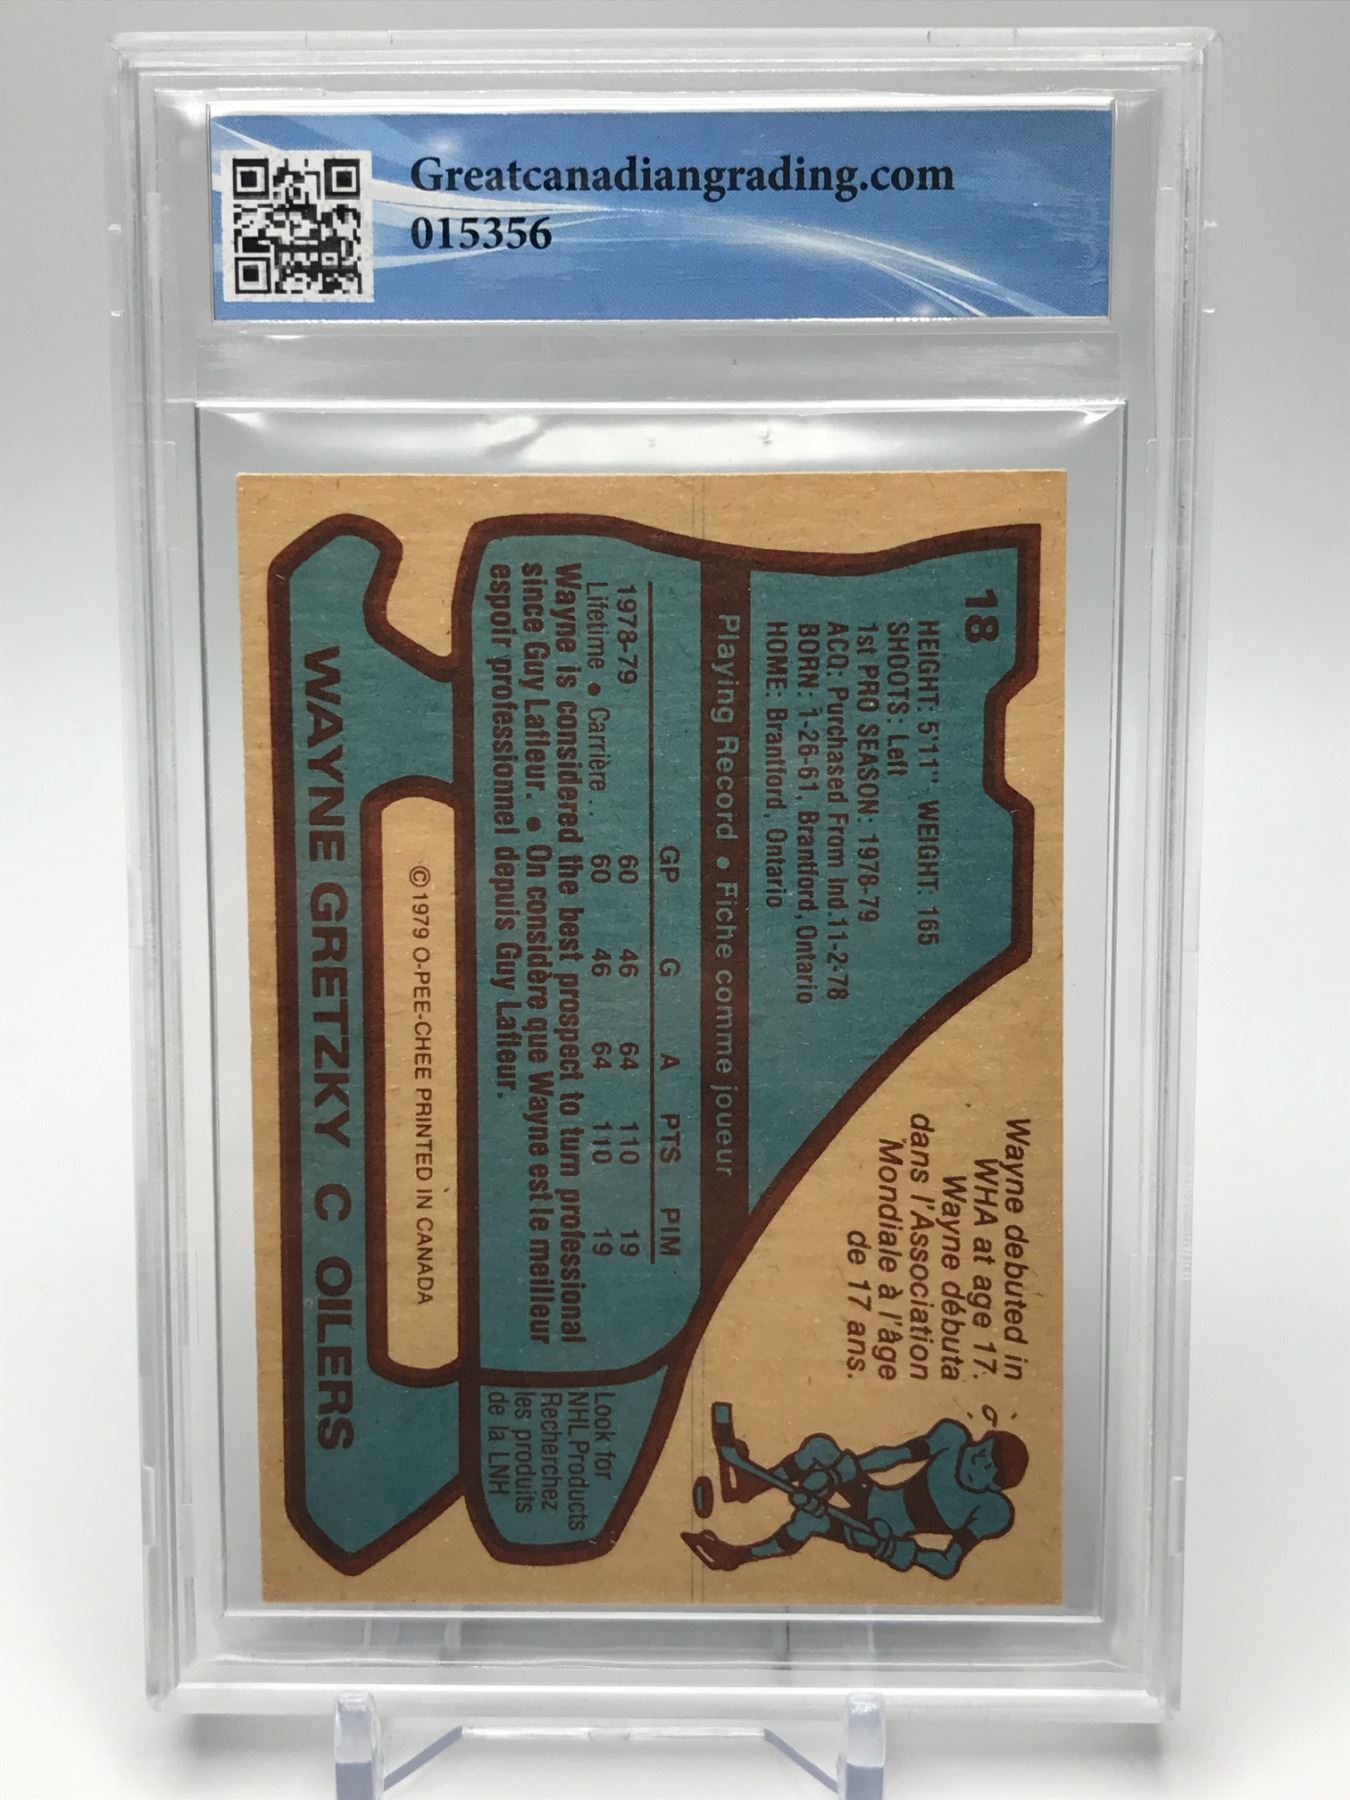 Greatcanadiangrading.com
015356
18
HEIGHT: 5'11" WEIGHT: 165
SHOOTS: Left
1st PRO SEASON: 1978-79
ACQ: Purchased From Ind.11-2-78
BORN: 1-26-61, Brantford, Ontario
HOME: Brantford, Ontario
Wayne debuted in
WHA at age 17.
Wayne débuta
dans l'Association
Mondiale à l'âge
de 17 ans.
Playing Record • Fiche comme joueur
GP G A PTS PIM
1978-79 60 46 64 110 19
Lifetime • Carrière . . 60 46 64 110 19
Wayne is considered the best prospect to turn professional
since Guy Lafleur. • On considère que Wayne est le meilleur
espoir professionnel depuis Guy Lafleur.
Look for
NHL Products
Recherchez
les produits
de la LNH
© 1979 O-PEE-CHEE PRINTED IN CANADA
WAYNE GRETZKY C OILERS